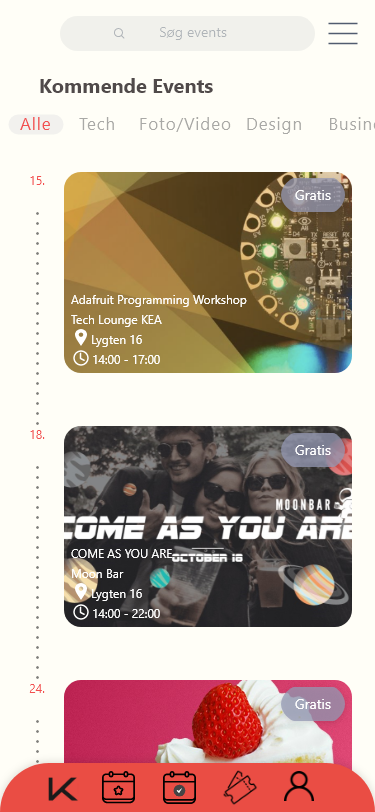 Søg events
Kommende Events
Alle Tech Foto/Video Design Busin
15.
Gratis
Adafruit Programming Workshop
Tech Lounge KEA
Lygten 16
14:00 - 17:00
18.
Gratis
MOONBAR
COME AS YOU ARE
OCTOBER 18
COME AS YOU ARE
Moon Bar
Lygten 16
14:00 - 22:00
24.
Gratis
K